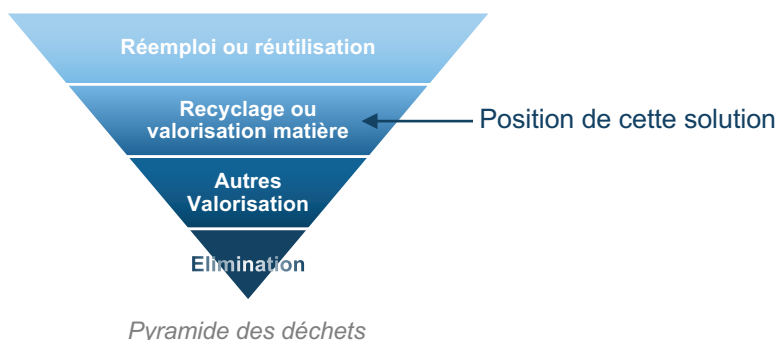 Réemploi ou réutilisation
Recyclage ou
valorisation matière
Position de cette solution
Autres
Valorisation
Elimination
Pyramide des déchets